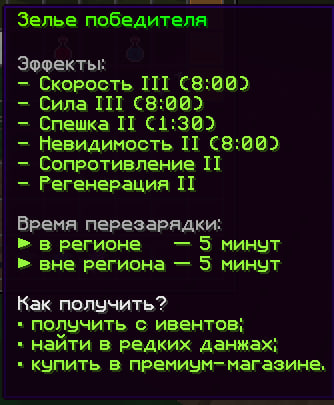 Зелье победителя
Эффекты:
- Скорость III (8:00)
- Сила III (8:00)
- Спешка II (1:30)
- Невидимость II (8:00)
- Сопротивление II
- Регенерация II
Время перезарядки:
► в регионе — 5 минут
► вне региона — 5 минут
Как получить?
• получить с ивентов;
• найти в редких данжах;
• купить в премиум-магазине.